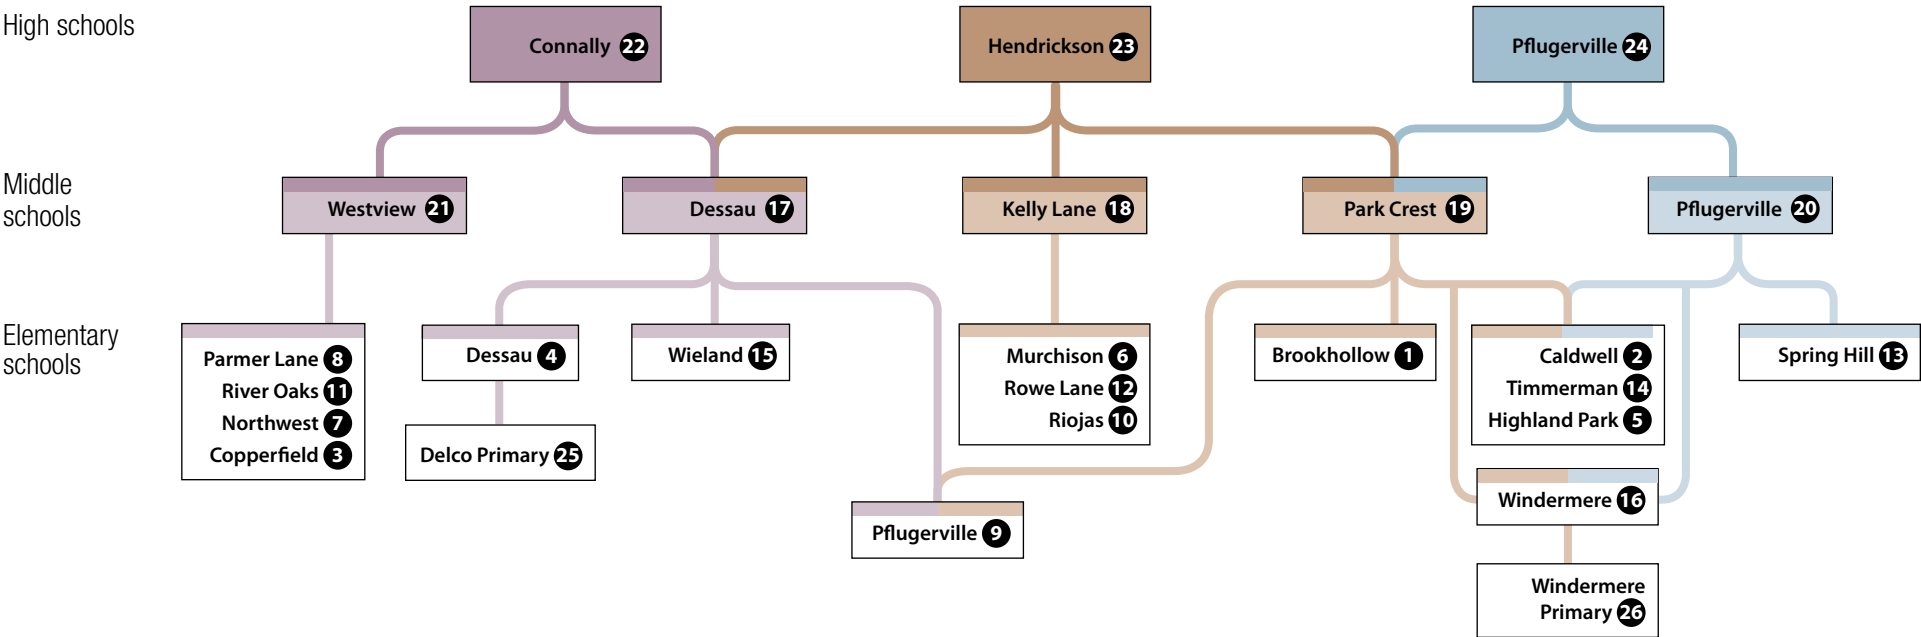 High schools
Connally 22
Hendrickson 23
Pflugerville 24
Middle
schools
Westview 21
Dessau 17
Kelly Lane 18
Park Crest 19
Pflugerville 20
Elementary
schools
Parmer Lane 8
River Oaks 11
Northwest 7
Copperfield 3
Dessau 4
Delco Primary 25
Wieland 15
Pflugerville 9
Murchison 6
Rowe Lane 12
Riojas 10
Brookhollow 1
Caldwell 2
Timmerman 14
Highland Park 5
Windermere 16
Windermere
Primary 26
Spring Hill 13